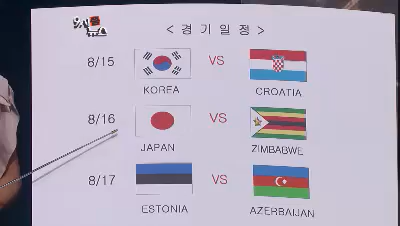 < 경 기 일 정 >
8/15 VS
KOREA CROATIA
8/16 VS
JAPAN ZIMBABWE
8/17 VS
ESTONIA AZERBAIJAN